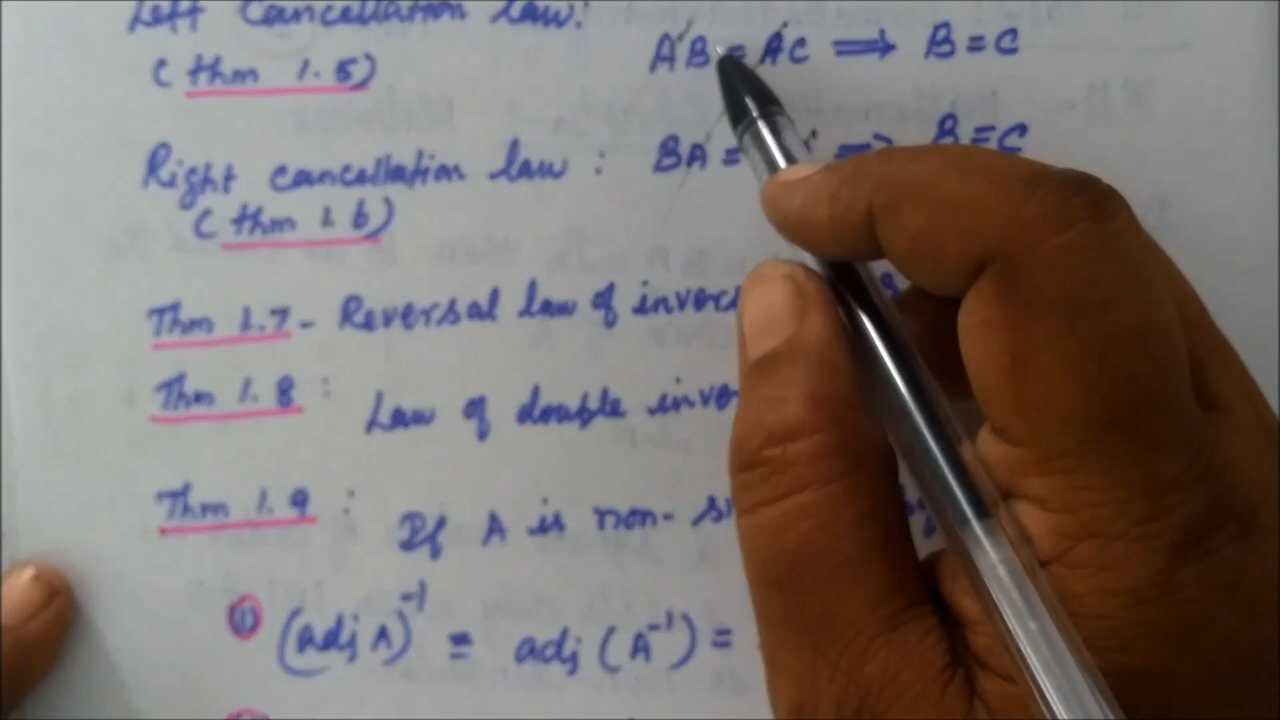 Left Cancellation law:
AB = AC ⟹ B = C
(thm 1.5)
Right cancellation law : BA = ⟹ B = C
(thm 1.6)
Thm 1.7 - Reversal law of
Thm 1.8 : Law of double
Thm 1.9 : If A is non-
(i) (adj A)⁻¹ = adj (A⁻¹) =